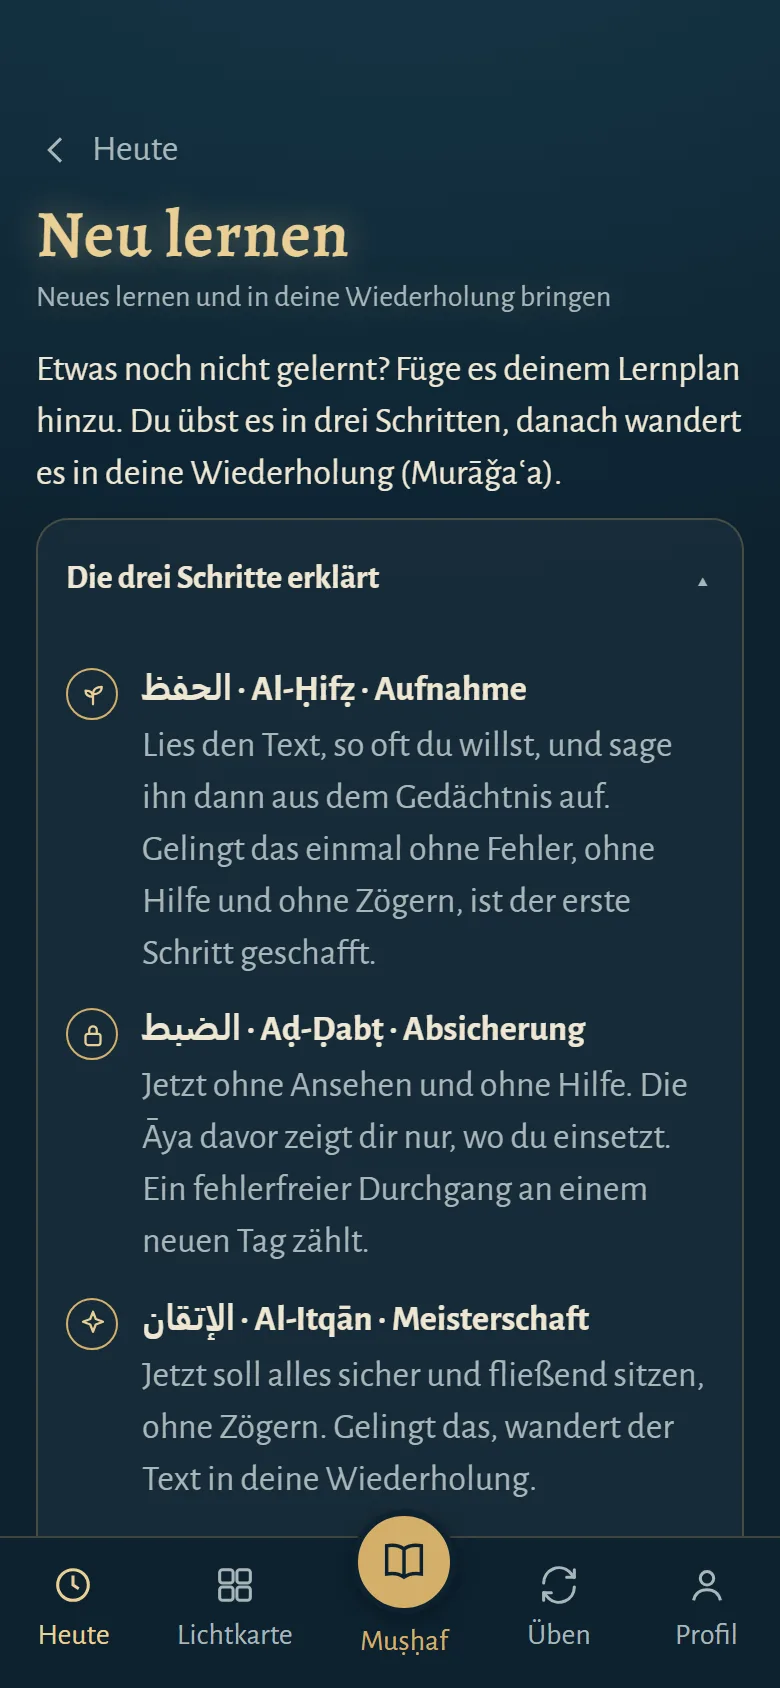 Heute
Neu lernen
Neues lernen und in deine Wiederholung bringen
Etwas noch nicht gelernt? Füge es deinem Lernplan
hinzu. Du übst es in drei Schritten, danach wandert
es in deine Wiederholung (Murāǧaʿa).
Die drei Schritte erklärt ▲
الحفظ · Al-Ḥifẓ · Aufnahme
Lies den Text, so oft du willst, und sage
ihn dann aus dem Gedächtnis auf.
Gelingt das einmal ohne Fehler, ohne
Hilfe und ohne Zögern, ist der erste
Schritt geschafft.
الضبط · Aḍ-Ḍabṭ · Absicherung
Jetzt ohne Ansehen und ohne Hilfe. Die
Āya davor zeigt dir nur, wo du einsetzt.
Ein fehlerfreier Durchgang an einem
neuen Tag zählt.
الإتقان · Al-Itqān · Meisterschaft
Jetzt soll alles sicher und fließend sitzen,
ohne Zögern. Gelingt das, wandert der
Text in deine Wiederholung.
Heute
Lichtkarte
Muṣḥaf
Üben
Profil